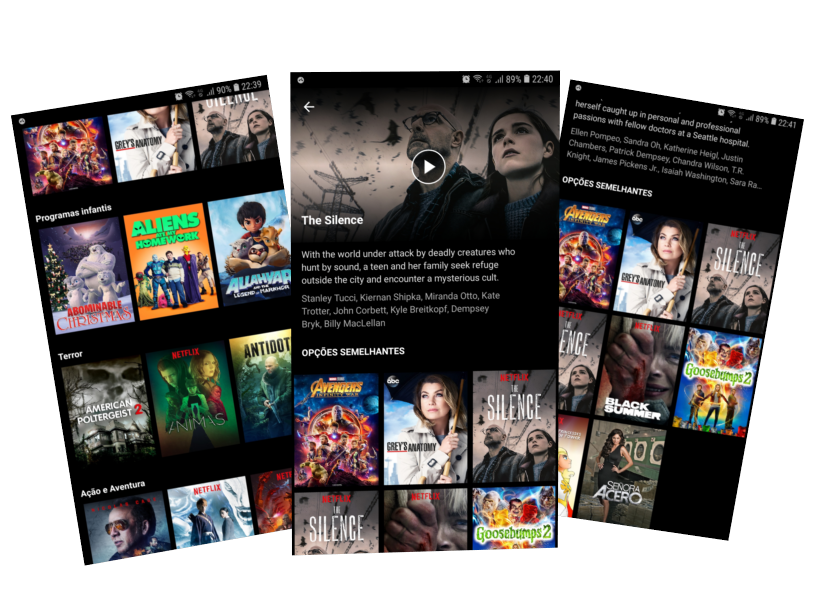 90% 22:39
SILENCE
GREY'S ANATOMY
Programas infantis
ABOMINABLE
CHRISTMAS
ALIENS
HOMEWORK
ALLAHYAR
AND THE
LEGEND OF MARKHOR
Terror
AMERICAN
POLTERGEIST 2
NETFLIX
ANIMAS
ANTIDOT
Ação e Aventura
NETFLIX
89% 22:40
The Silence
With the world under attack by deadly creatures who
hunt by sound, a teen and her family seek refuge
outside the city and encounter a mysterious cult.
Stanley Tucci, Kiernan Shipka, Miranda Otto, Kate
Trotter, John Corbett, Kyle Breitkopf, Dempsey
Bryk, Billy MacLellan
OPÇÕES SEMELHANTES
AVENGERS
INFINITY WAR
abc
GREY'S ANATOMY
NETFLIX
THE
SILENCE
NETFLIX
THE
SILENCE
NETFLIX
Goosebumps 2
89% 22:41
herself caught up in personal and professional
passions with fellow doctors at a Seattle hospital.
Ellen Pompeo, Sandra Oh, Katherine Heigl, Justin
Chambers, Patrick Dempsey, Chandra Wilson, T.R.
Knight, James Pickens Jr., Isaiah Washington, Sara Ra...
OPÇÕES SEMELHANTES
AVENGERS
INFINITY WAR
abc
GREY'S ANATOMY
NETFLIX
THE
SILENCE
ENCE
NETFLIX
BLACK
SUMMER
Goosebumps 2
SEÑORA
ACERO